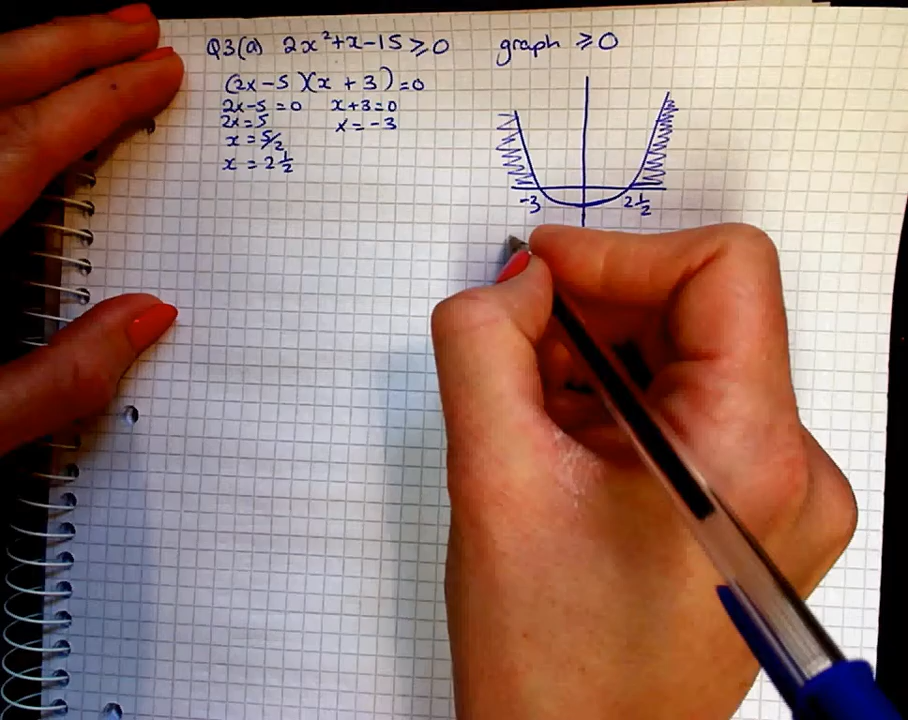 Q3(a) 2x²+x-15 ≥ 0 graph ≥ 0
(2x-5)(x+3)=0
2x-5=0 x+3=0
2x=5 x=-3
x=5/2
x=2½
-3 2½